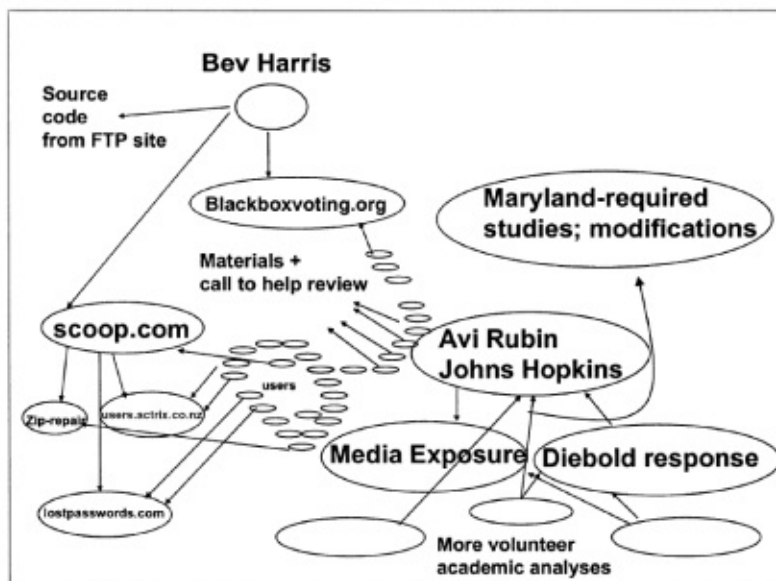 Bev Harris
Source
code
from FTP site
Blackboxvoting.org
Maryland-required
studies; modifications
Materials +
call to help review
scoop.com
Avi Rubin
Johns Hopkins
users
Zip-repair
users.actrix.co.nz
Media Exposure
Diebold response
lostpasswords.com
More volunteer
academic analyses